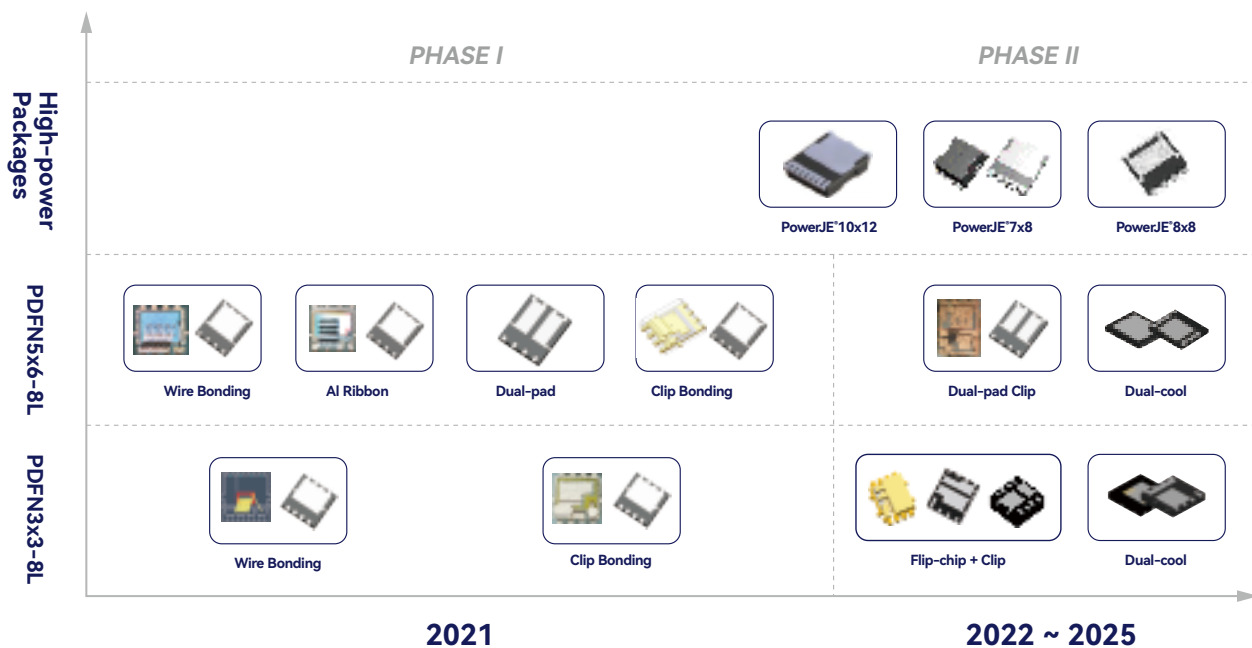 PHASE I
PHASE II
High-power
Packages
PowerJE®10x12
PowerJE®7x8
PowerJE®8x8
PDFN5x6-8L
Wire Bonding
Al Ribbon
Dual-pad
Clip Bonding
Dual-pad Clip
Dual-cool
PDFN3x3-8L
Wire Bonding
Clip Bonding
Flip-chip + Clip
Dual-cool
2021
2022 ~ 2025